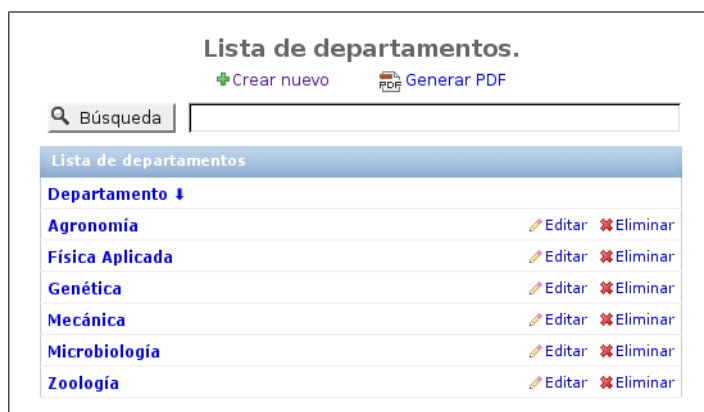 Lista de departamentos.
Crear nuevo PDF Generar PDF
Búsqueda
Lista de departamentos
Departamento ⬇
Agronomía Editar Eliminar
Física Aplicada Editar Eliminar
Genética Editar Eliminar
Mecánica Editar Eliminar
Microbiología Editar Eliminar
Zoología Editar Eliminar